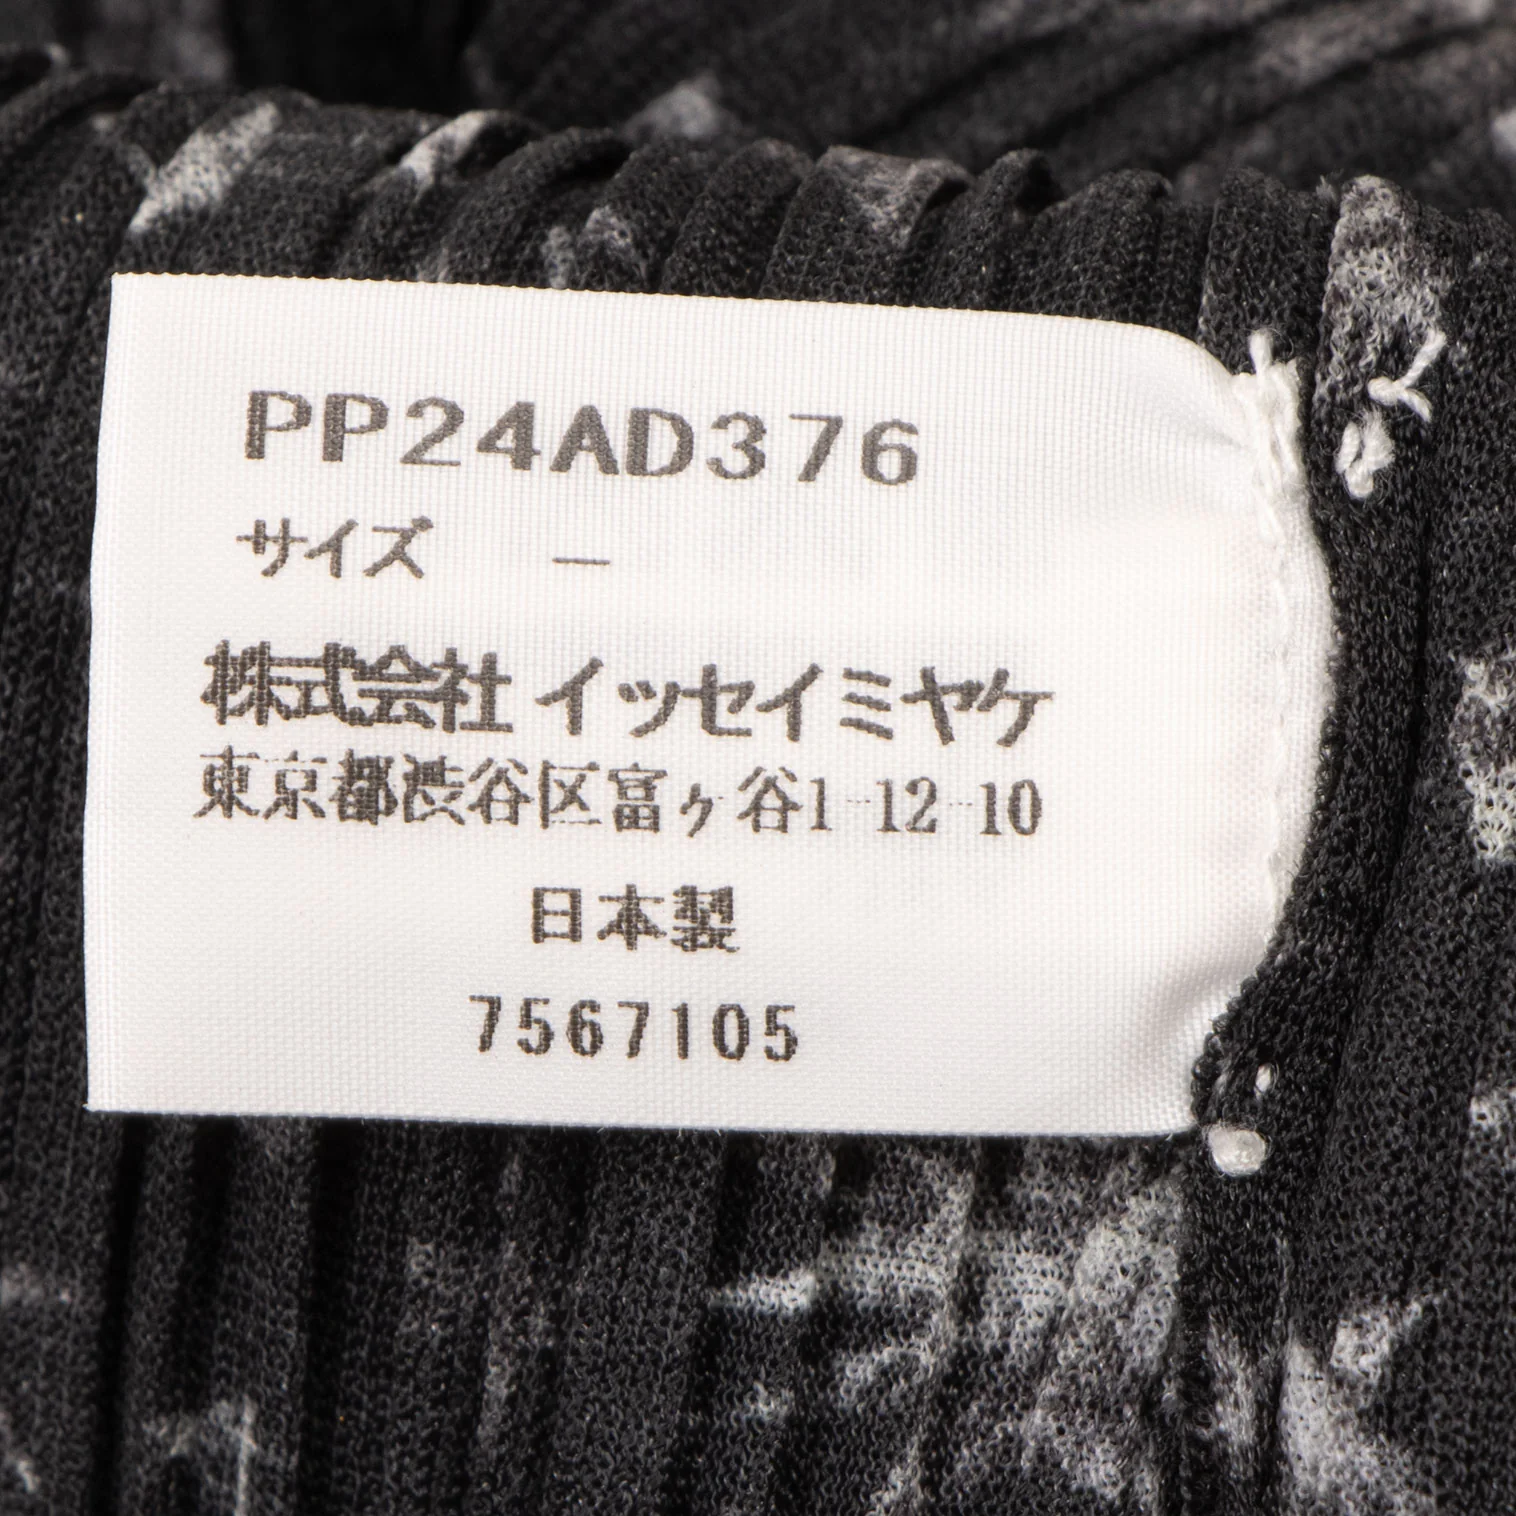 PP24AD376
サイズ －
株式会社 イッセイミヤケ
東京都渋谷区富ヶ谷1-12-10
日本製
7567105